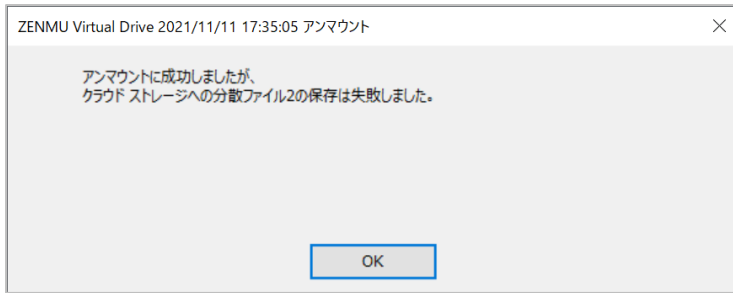 ZENMU Virtual Drive 2021/11/11 17:35:05 アンマウント
アンマウントに成功しましたが、
クラウド ストレージへの分散ファイル2の保存は失敗しました。
OK